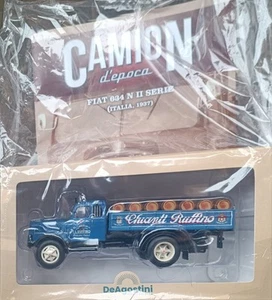 CAMION
d'epoca
FIAT 634 N II SERIE
(ITALIA, 1937)
Chianti Ruffino
DeAgostini